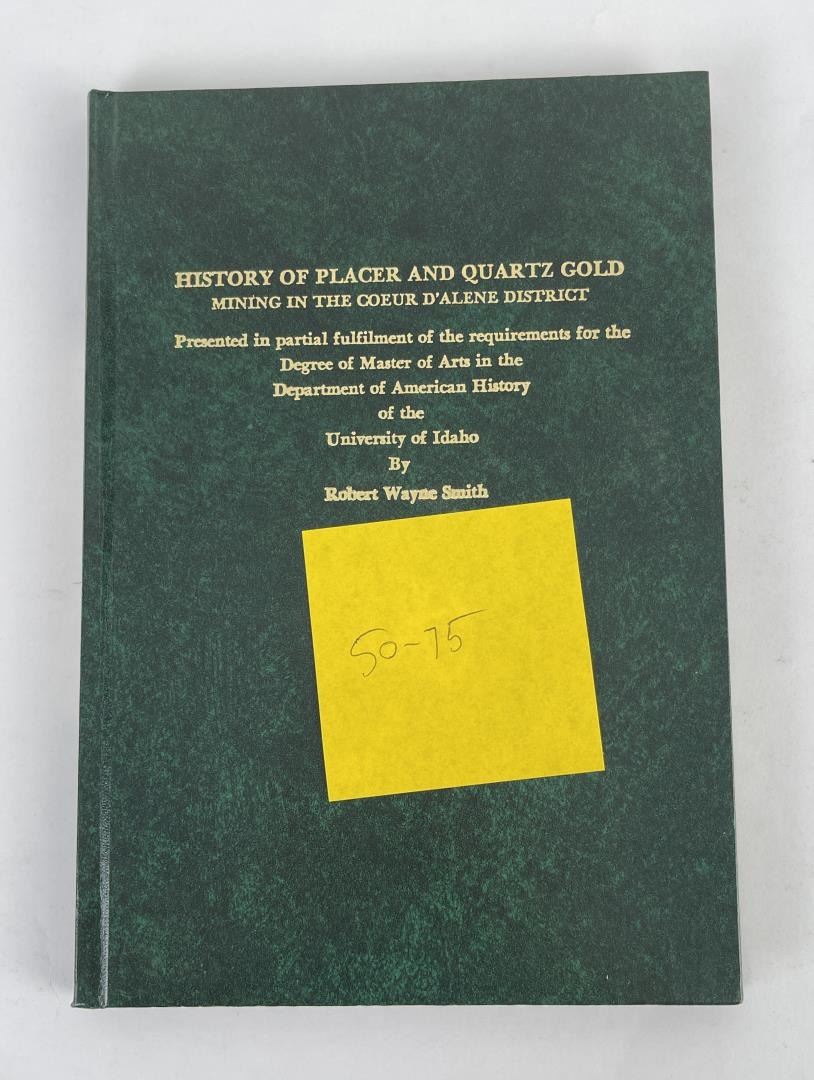 HISTORY OF PLACER AND QUARTZ GOLD
MINING IN THE COEUR D'ALENE DISTRICT
Presented in partial fulfilment of the requirements for the
Degree of Master of Arts in the
Department of American History
of the
University of Idaho
By
Robert Wayne Smith
50-75